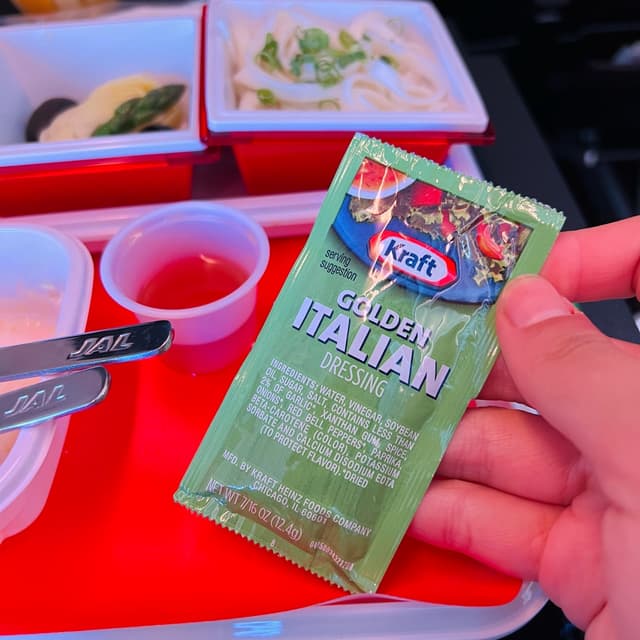 Kraft
serving
suggestion
GOLDEN
ITALIAN
DRESSING
INGREDIENTS: WATER, VINEGAR, SOYBEAN
OIL, SUGAR, SALT, CONTAINS LESS THAN
2% OF GARLIC*, XANTHAN GUM, SPICE,
ONIONS*, RED BELL PEPPERS*, PAPRIKA,
BETA-CAROTENE (COLOR), POTASSIUM
SORBATE AND CALCIUM DISODIUM EDTA
(TO PROTECT FLAVOR). *DRIED
MFD. BY KRAFT HEINZ FOODS COMPANY
CHICAGO, IL 60601
NET WT 7/16 OZ (12.4g)
JAL
JAL